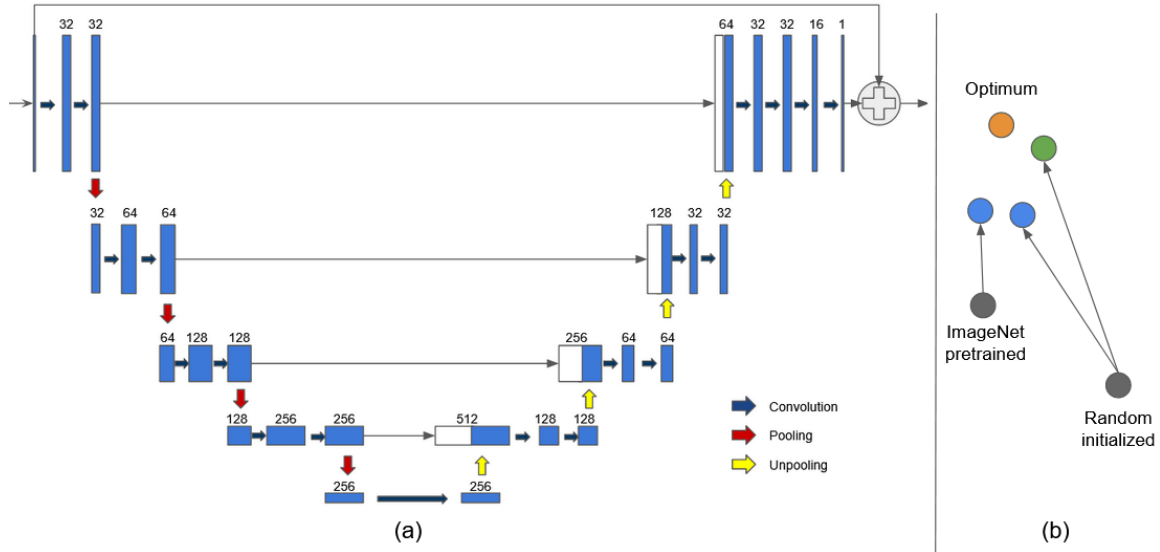 32 32
64 32 32 16 1
Optimum
32 64 64
128 32 32
ImageNet
pretrained
64 128 128
256 64 64
Random
initialized
128 256 256
512 128 128
Convolution
Pooling
Unpooling
256 256
(a)
(b)